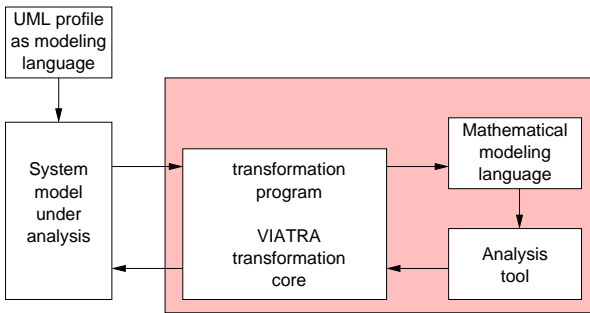 UML profile
as modeling
language
System
model
under
analysis
transformation
program
VIATRA
transformation
core
Mathematical
modeling
language
Analysis
tool